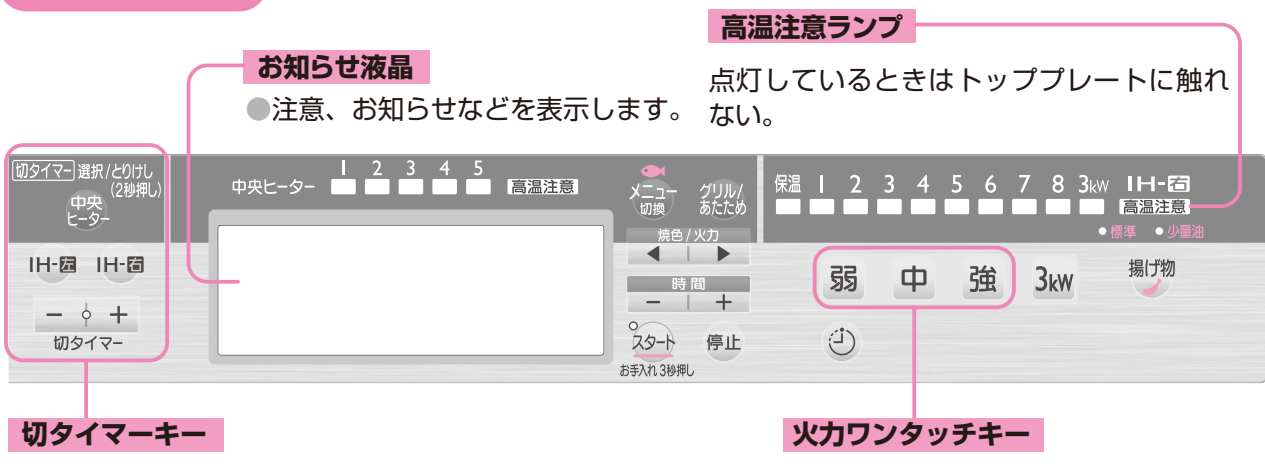 高温注意ランプ
点灯しているときはトッププレートに触れ
ない。
お知らせ液晶
●注意、お知らせなどを表示します。
切タイマー 選択/とりけし
(2秒押し)
中央
ヒーター
IH-左 IH-右
− +
切タイマー
中央ヒーター 1 2 3 4 5 高温注意
メニュー
切換
グリル/
あたため
焼色/火力
◀ ▶
時間
− +
スタート 停止
お手入れ3秒押し
保温 1 2 3 4 5 6 7 8 3kW IH-右
高温注意
●標準 ●少量油
弱 中 強 3kW 揚げ物
切タイマーキー
火力ワンタッチキー